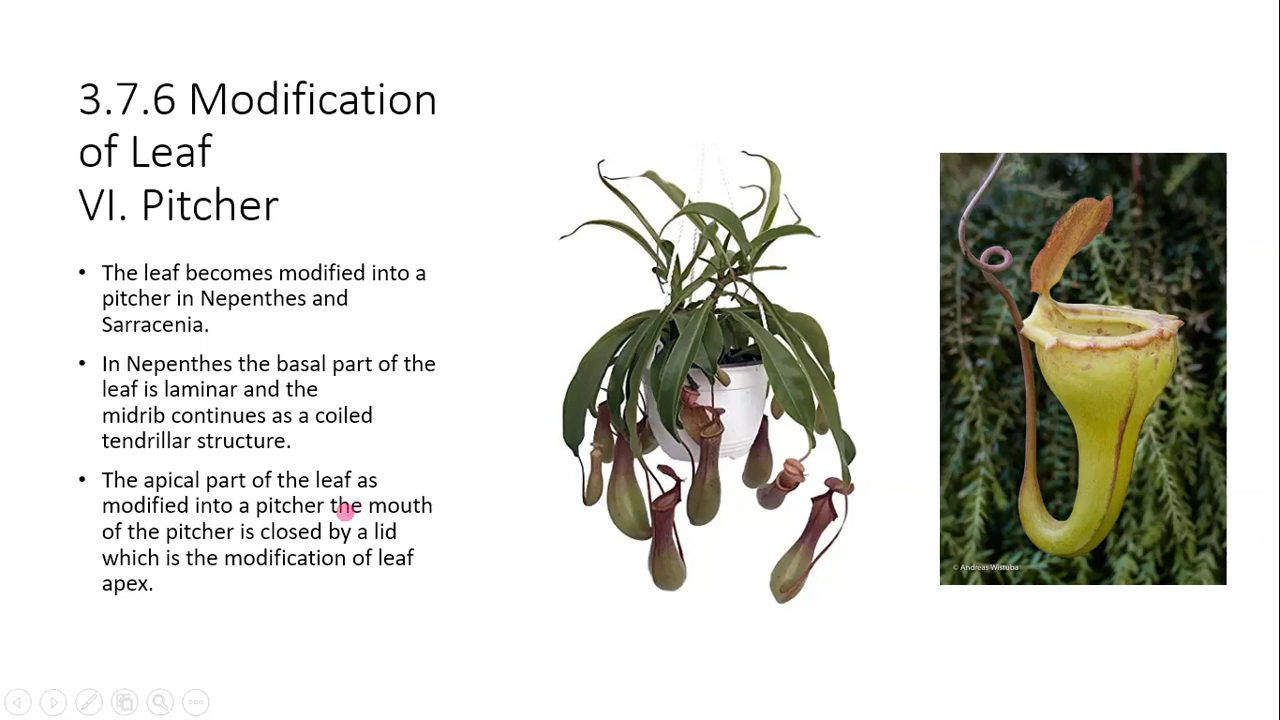 3.7.6 Modification
of Leaf
VI. Pitcher
• The leaf becomes modified into a
pitcher in Nepenthes and
Sarracenia.
• In Nepenthes the basal part of the
leaf is laminar and the
midrib continues as a coiled
tendrillar structure.
• The apical part of the leaf as
modified into a pitcher the mouth
of the pitcher is closed by a lid
which is the modification of leaf
apex.
© Andreas Wistuba